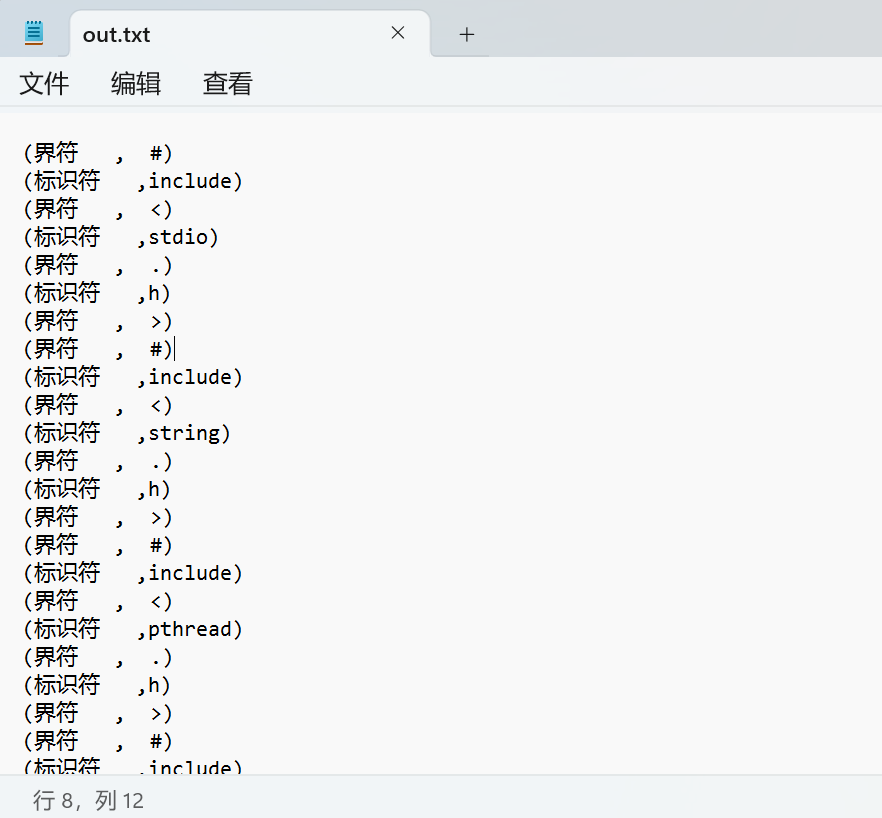 out.txt
文件 编辑 查看
(界符 , #)
(标识符 ,include)
(界符 , <)
(标识符 ,stdio)
(界符 , .)
(标识符 ,h)
(界符 , >)
(界符 , #)
(标识符 ,include)
(界符 , <)
(标识符 ,string)
(界符 , .)
(标识符 ,h)
(界符 , >)
(界符 , #)
(标识符 ,include)
(界符 , <)
(标识符 ,pthread)
(界符 , .)
(标识符 ,h)
(界符 , >)
(界符 , #)
(标识符 ,include)
行 8，列 12